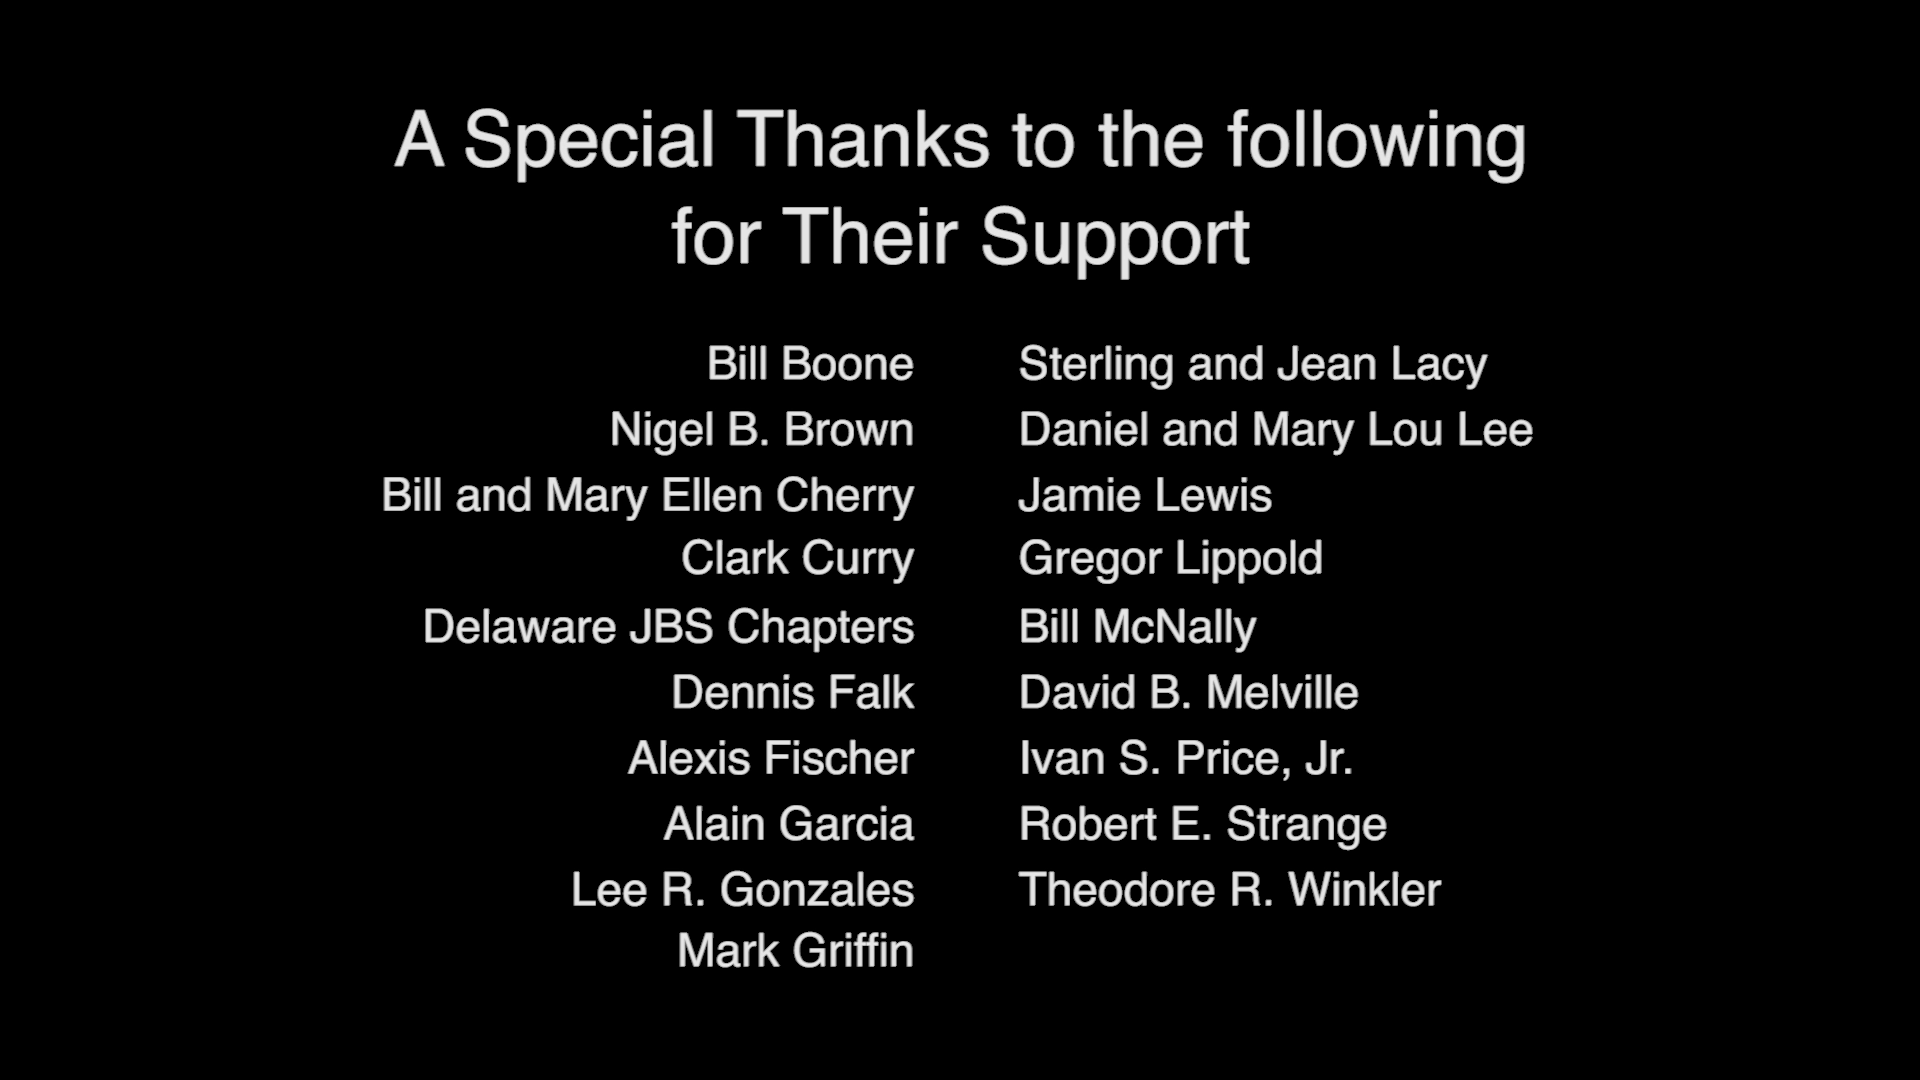 A Special Thanks to the following
for Their Support
Bill Boone
Nigel B. Brown
Bill and Mary Ellen Cherry
Clark Curry
Delaware JBS Chapters
Dennis Falk
Alexis Fischer
Alain Garcia
Lee R. Gonzales
Mark Griffin
Sterling and Jean Lacy
Daniel and Mary Lou Lee
Jamie Lewis
Gregor Lippold
Bill McNally
David B. Melville
Ivan S. Price, Jr.
Robert E. Strange
Theodore R. Winkler